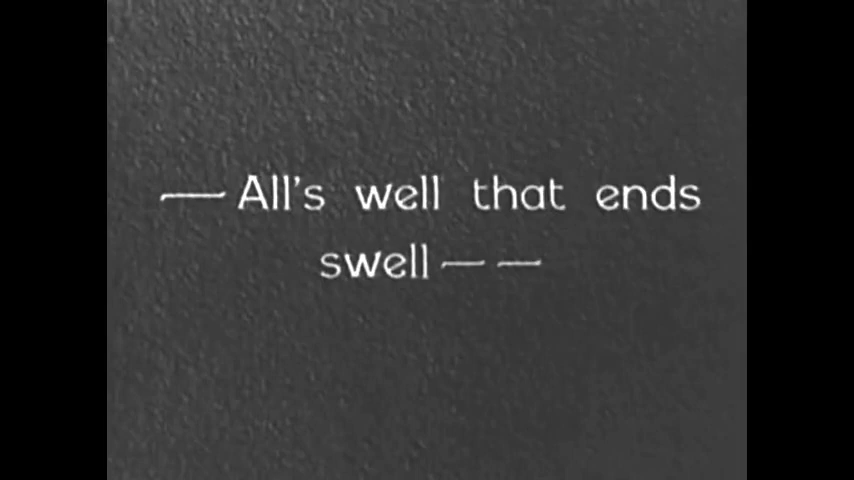 — All's well that ends
swell — —